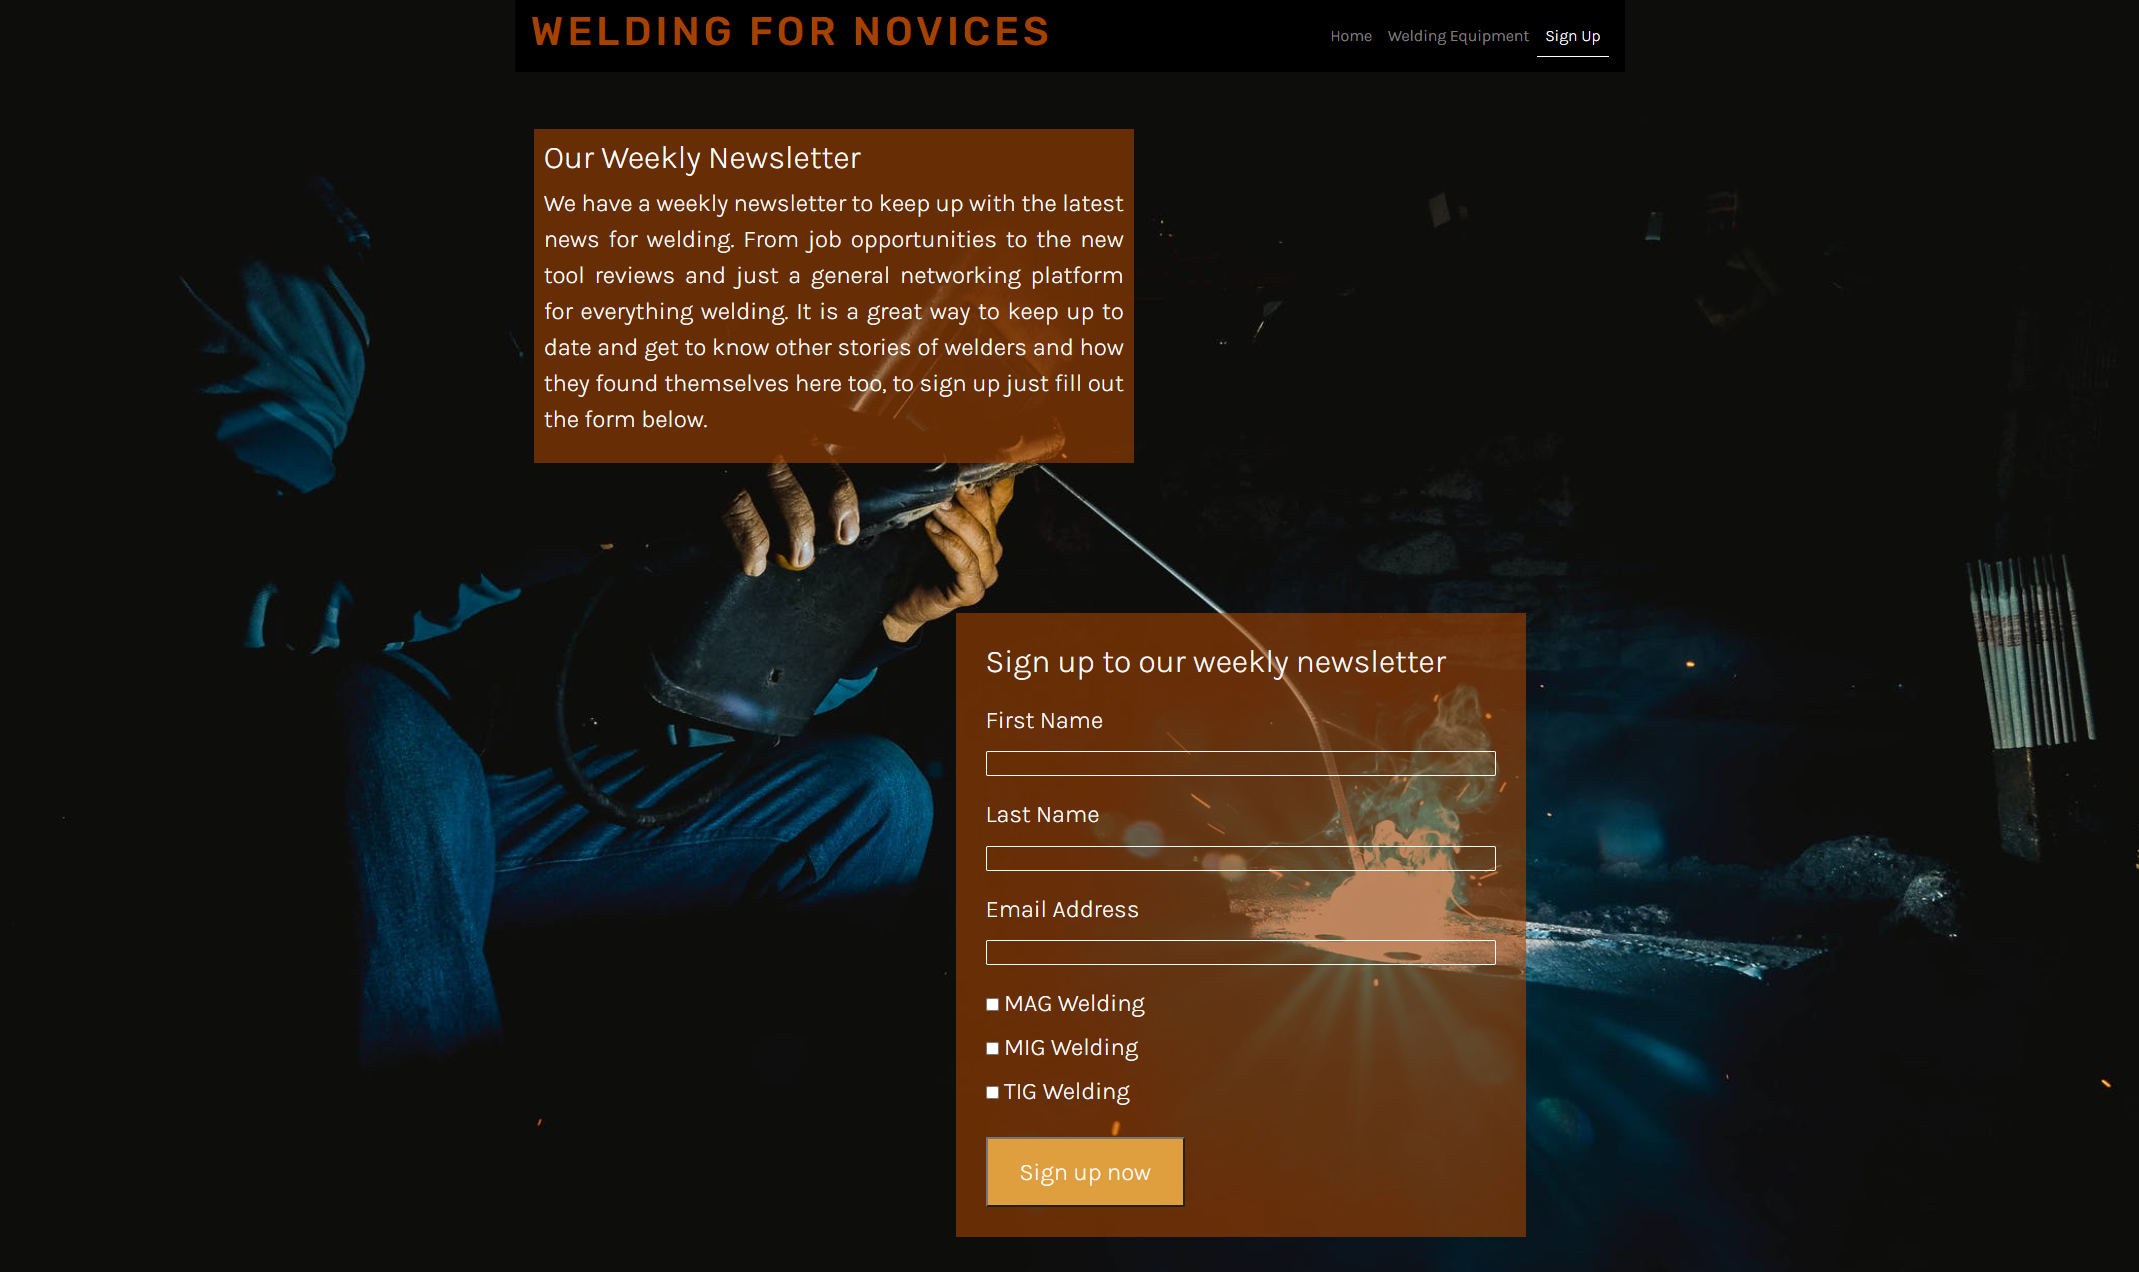 WELDING FOR NOVICES
Home Welding Equipment Sign Up
Our Weekly Newsletter
We have a weekly newsletter to keep up with the latest
news for welding. From job opportunities to the new
tool reviews and just a general networking platform
for everything welding. It is a great way to keep up to
date and get to know other stories of welders and how
they found themselves here too, to sign up just fill out
the form below.
Sign up to our weekly newsletter
First Name
Last Name
Email Address
MAG Welding
MIG Welding
TIG Welding
Sign up now